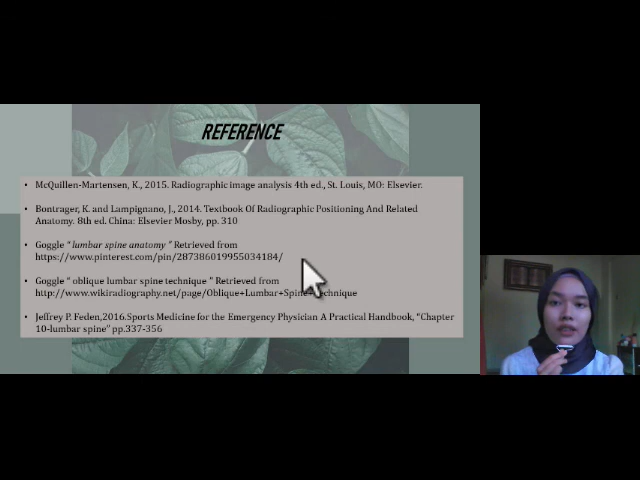 REFERENCE
• McQuillen-Martensen, K., 2015. Radiographic image analysis 4th ed., St. Louis, MO: Elsevier.
• Bontrager, K. and Lampignano, J., 2014. Textbook Of Radiographic Positioning And Related
Anatomy. 8th ed. China: Elsevier Mosby, pp. 310
• Goggle " lumbar spine anatomy " Retrieved from
https://www.pinterest.com/pin/287386019955034184/
• Goggle " oblique lumbar spine technique " Retrieved from
http://www.wikiradiography.net/page/Oblique+Lumbar+Spine+Technique
• Jeffrey P. Feden,2016.Sports Medicine for the Emergency Physician A Practical Handbook, "Chapter
10-lumbar spine" pp.337-356